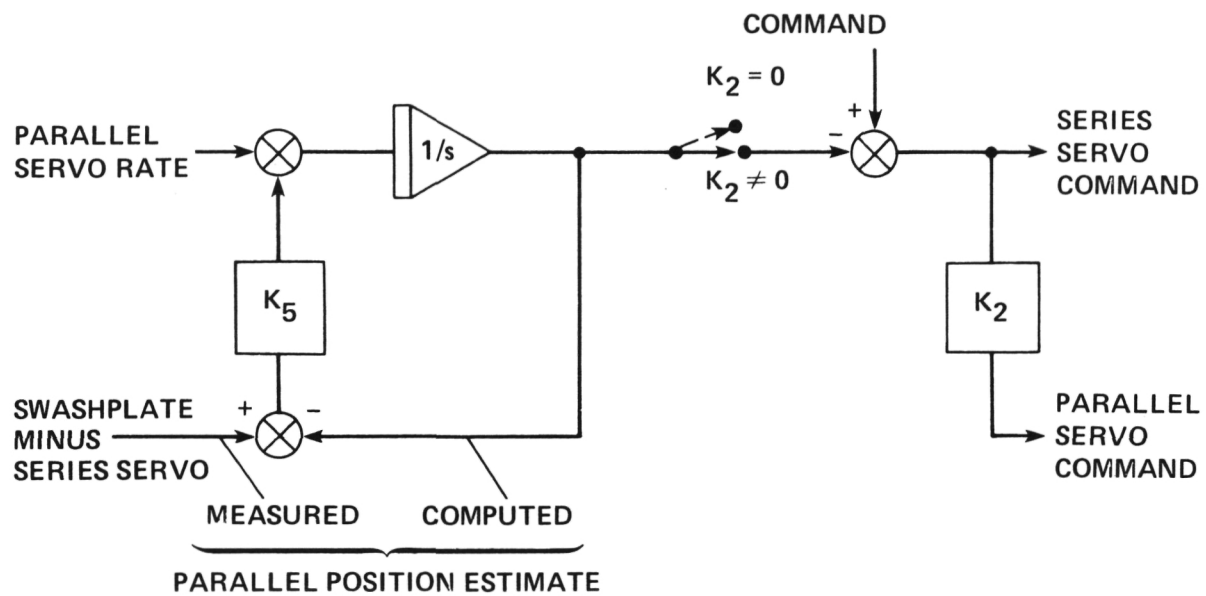 COMMAND
K2 = 0
PARALLEL
SERVO RATE
1/s
+
-
K2 ≠ 0
SERIES
SERVO
COMMAND
K5
K2
SWASHPLATE
MINUS
SERIES SERVO
+
-
PARALLEL
SERVO
COMMAND
MEASURED
COMPUTED
PARALLEL POSITION ESTIMATE